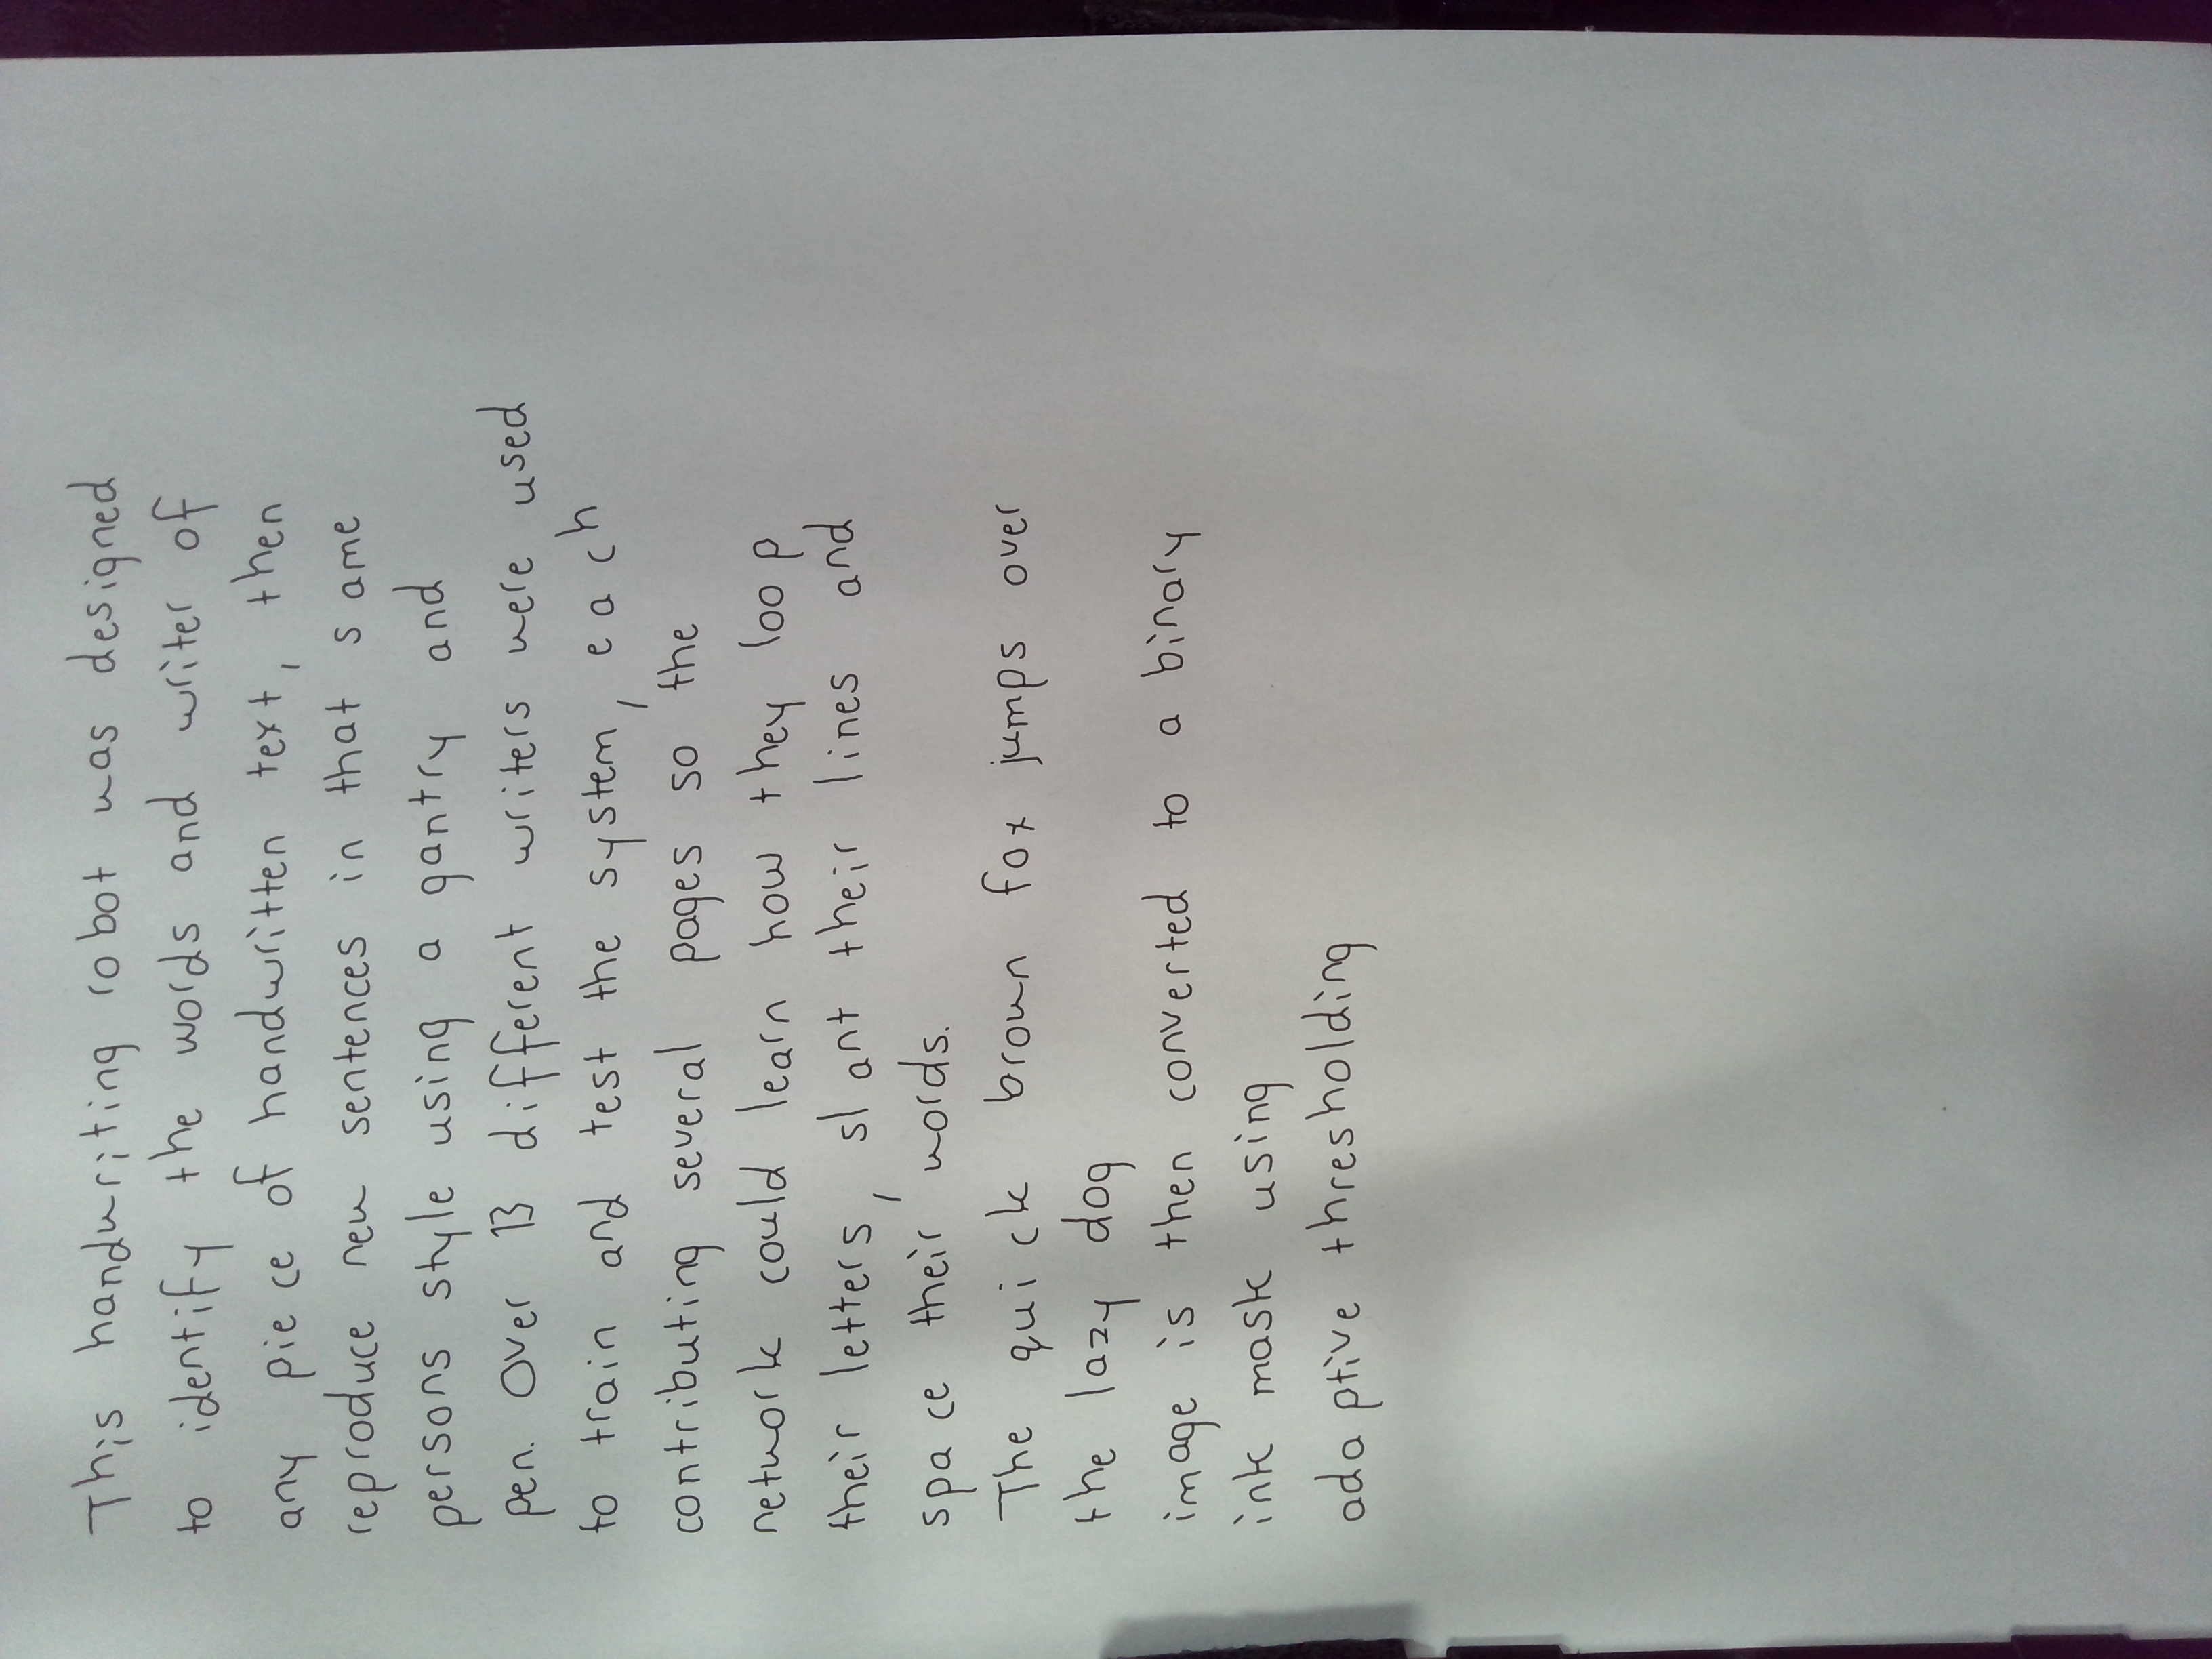 This handwriting robot was designed
to identify the words and writer of
any piece of handwritten text, then
reproduce new sentences in that same
persons style using a gantry and
pen. Over 13 different writers were used
to train and test the system, each
contributing several pages so the
network could learn how they loop
their letters, slant their lines and
space their words.
The quick brown fox jumps over
the lazy dog
image is then converted to a binary
ink mask using
adaptive thresholding